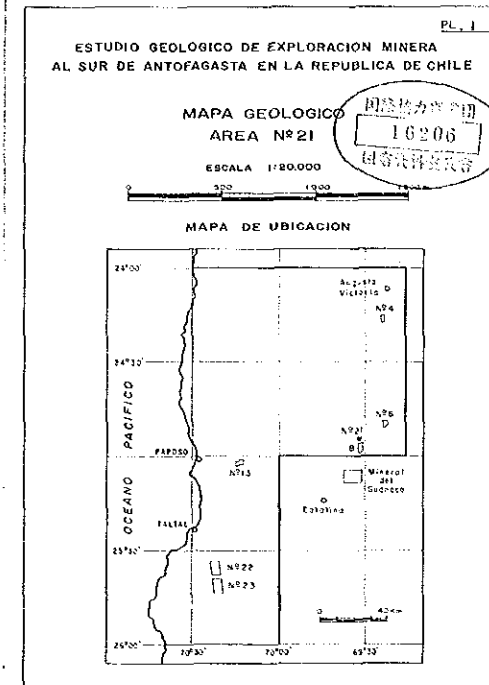 PL. 1
ESTUDIO GEOLOGICO DE EXPLORACION MINERA
AL SUR DE ANTOFAGASTA EN LA REPUBLICA DE CHILE
MAPA GEOLOGICO
AREA Nº21
16206
ESCALA 1:20.000
0 500 1000
MAPA DE UBICACION
24°00'
Augusta
Victoria
Nº4
24°30'
OCEANO PACIFICO
Nº6
Nº21
PAPOSO
Nº15
Mineral
del
Catalina
TALTAL
25°30'
Nº22
Nº23
0 40Km
26°00'
70°30' 70°00' 69°30'